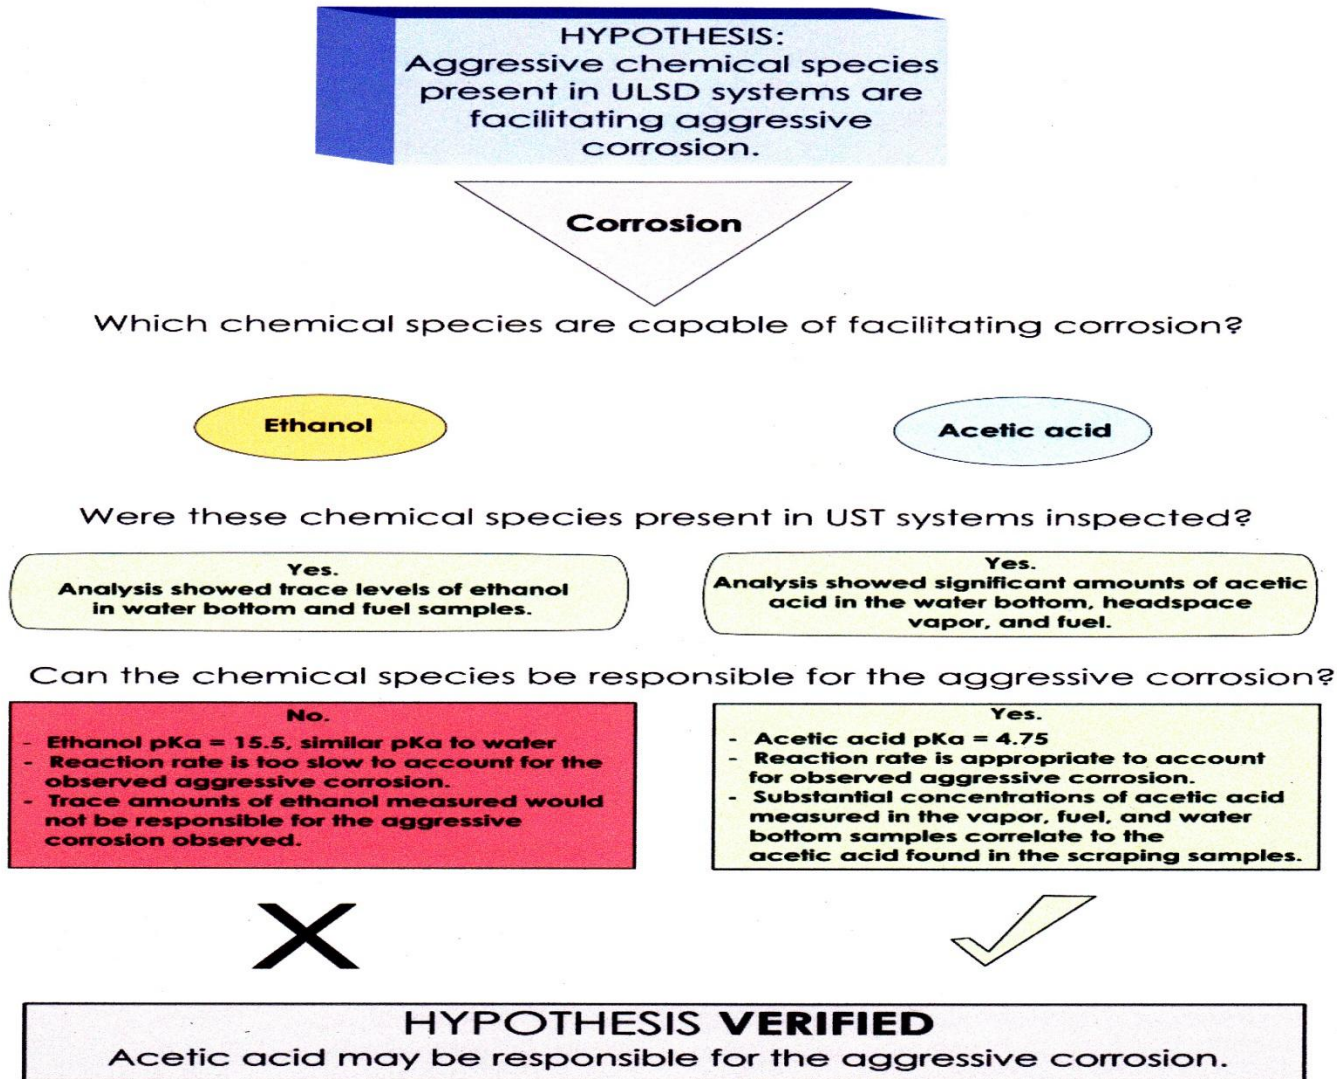 HYPOTHESIS:
Aggressive chemical species
present in ULSD systems are
facilitating aggressive
corrosion.
Corrosion
Which chemical species are capable of facilitating corrosion?
Ethanol
Acetic acid
Were these chemical species present in UST systems inspected?
Yes.
Analysis showed trace levels of ethanol
in water bottom and fuel samples.
Yes.
Analysis showed significant amounts of acetic
acid in the water bottom, headspace
vapor, and fuel.
Can the chemical species be responsible for the aggressive corrosion?
No.
- Ethanol pKa = 15.5, similar pKa to water
- Reaction rate is too slow to account for the
observed aggressive corrosion.
- Trace amounts of ethanol measured would
not be responsible for the aggressive
corrosion observed.
Yes.
- Acetic acid pKa = 4.75
- Reaction rate is appropriate to account
for observed aggressive corrosion.
- Substantial concentrations of acetic acid
measured in the vapor, fuel, and water
bottom samples correlate to the
acetic acid found in the scraping samples.
HYPOTHESIS VERIFIED
Acetic acid may be responsible for the aggressive corrosion.